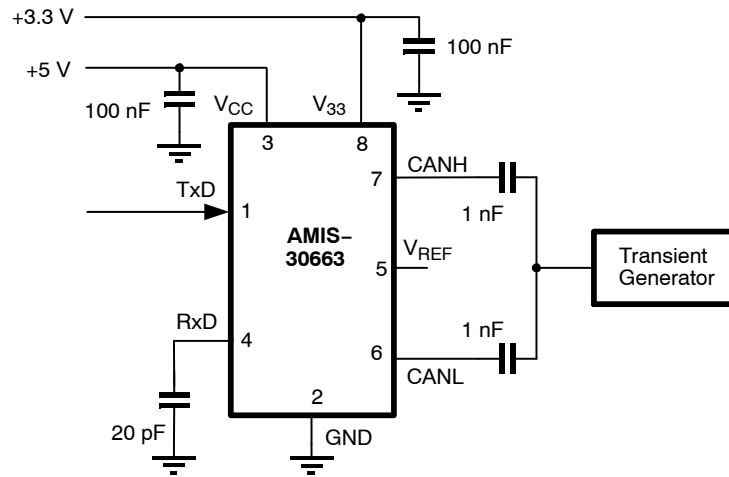 +3.3 V
100 nF
+5 V
100 nF
VCC
V33
3
8
7
CANH
TxD
1
1 nF
AMIS−
30663
VREF
5
Transient
Generator
RxD
4
1 nF
6
CANL
2
20 pF
GND